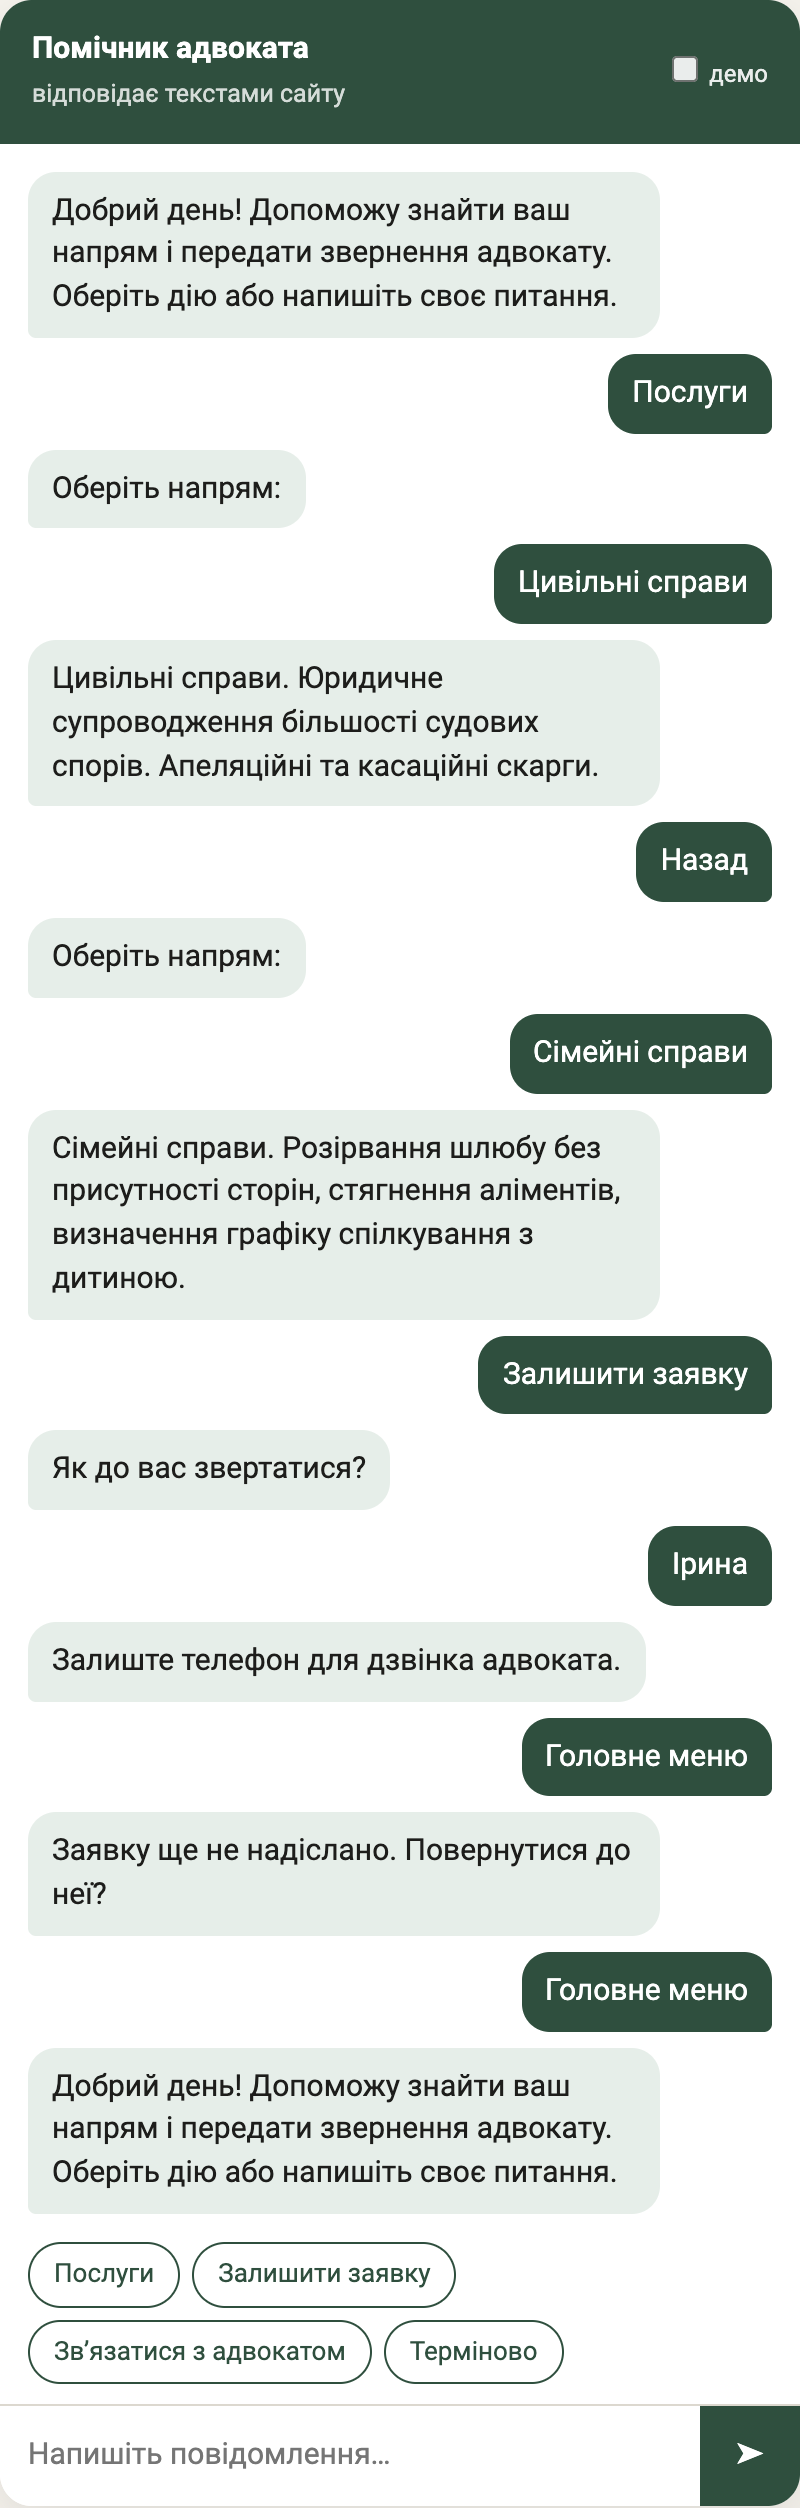 Помічник адвоката
відповідає текстами сайту
демо
Добрий день! Допоможу знайти ваш
напрям і передати звернення адвокату.
Оберіть дію або напишіть своє питання.
Послуги
Оберіть напрям:
Цивільні справи
Цивільні справи. Юридичне
супроводження більшості судових
спорів. Апеляційні та касаційні скарги.
Назад
Оберіть напрям:
Сімейні справи
Сімейні справи. Розірвання шлюбу без
присутності сторін, стягнення аліментів,
визначення графіку спілкування з
дитиною.
Залишити заявку
Як до вас звертатися?
Ірина
Залиште телефон для дзвінка адвоката.
Головне меню
Заявку ще не надіслано. Повернутися до
неї?
Головне меню
Добрий день! Допоможу знайти ваш
напрям і передати звернення адвокату.
Оберіть дію або напишіть своє питання.
Послуги
Залишити заявку
Зв’язатися з адвокатом
Терміново
Напишіть повідомлення…